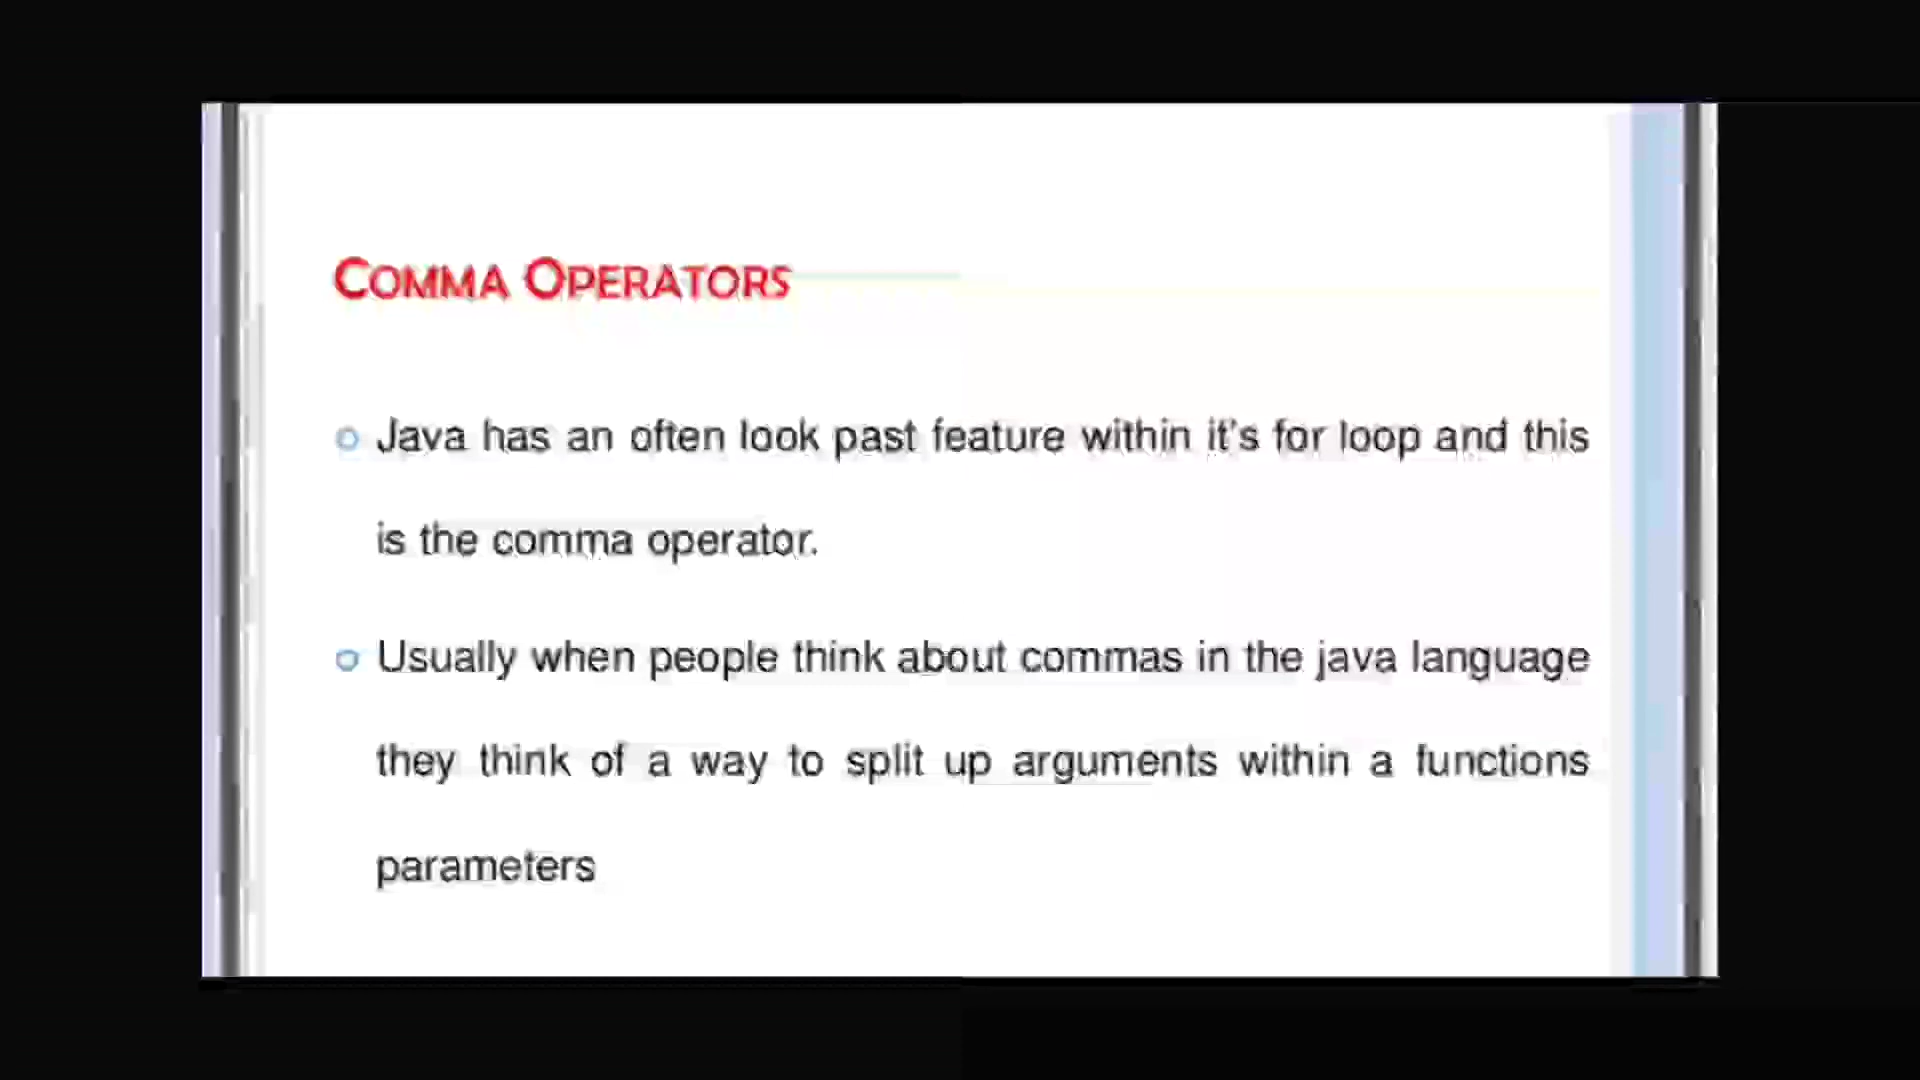 COMMA OPERATORS
Java has an often look past feature within it's for loop and this
is the comma operator.
Usually when people think about commas in the java language
they think of a way to split up arguments within a functions
parameters